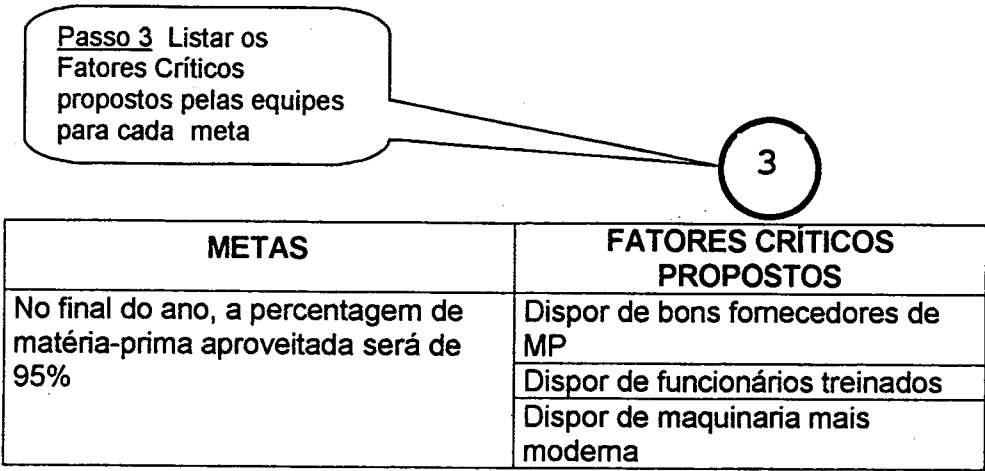 Passo 3 Listar os
Fatores Críticos
propostos pelas equipes
para cada meta
3
METAS
FATORES CRÍTICOS
PROPOSTOS
No final do ano, a percentagem de
matéria-prima aproveitada será de
95%
Dispor de bons fornecedores de
MP
Dispor de funcionários treinados
Dispor de maquinaria mais
moderna